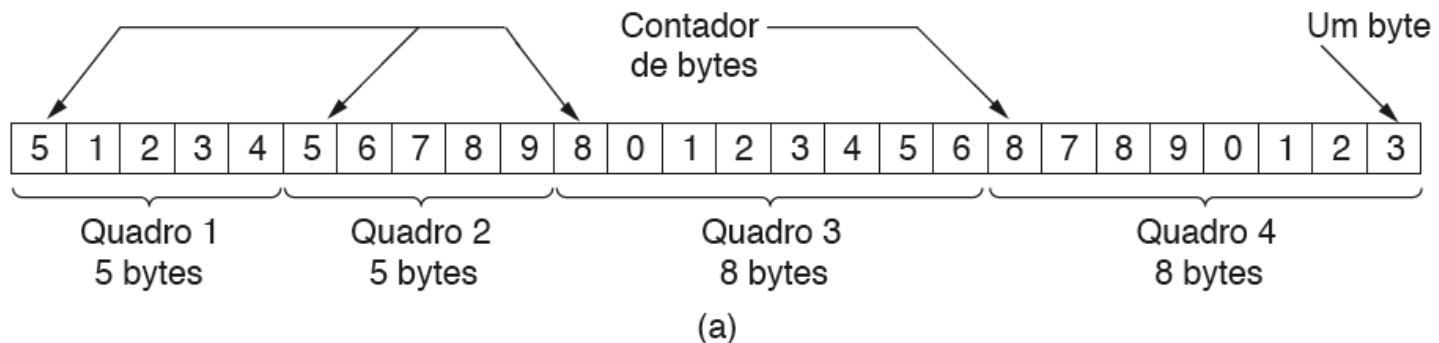 Contador
de bytes
Um byte
5 1 2 3 4 5 6 7 8 9 8 0 1 2 3 4 5 6 8 7 8 9 0 1 2 3
Quadro 1
5 bytes
Quadro 2
5 bytes
Quadro 3
8 bytes
Quadro 4
8 bytes
(a)